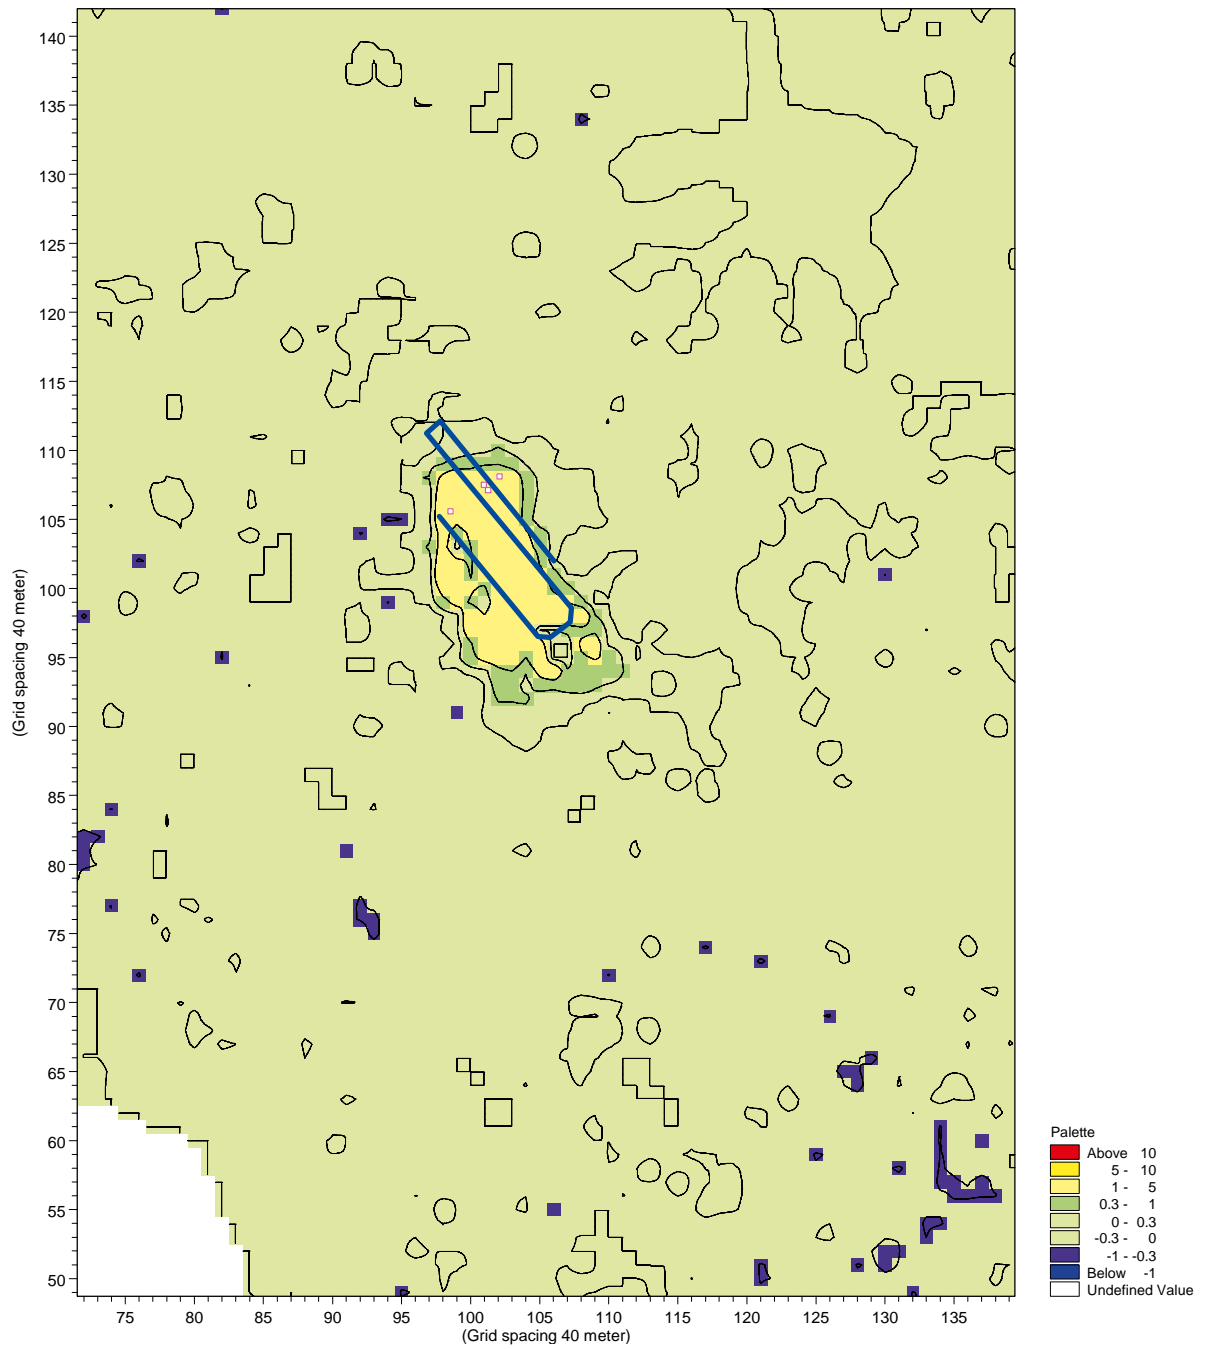 140
135
130
125
120
115
110
105
100
95
90
85
80
75
70
65
60
55
50
(Grid spacing 40 meter)
75 80 85 90 95 100 105 110 115 120 125 130 135
(Grid spacing 40 meter)
Palette
Above 10
5 - 10
1 - 5
0.3 - 1
0 - 0.3
-0.3 - 0
-1 - -0.3
Below -1
Undefined Value